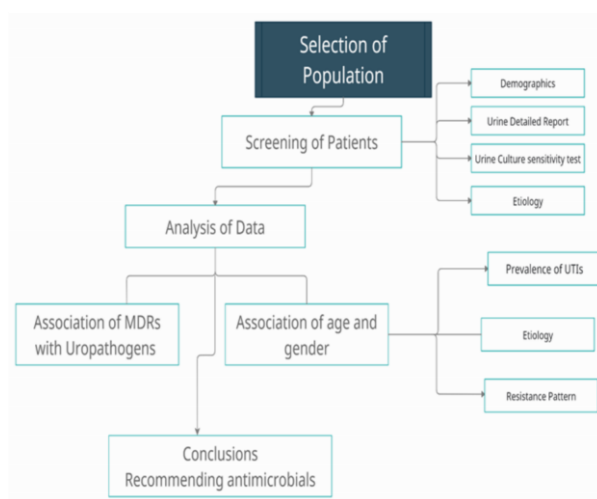 Selection of
Population
Demographics
Urine Detailed Report
Screening of Patients
Urine Culture sensitivity test
Etiology
Analysis of Data
Prevalence of UTIs
Association of MDRs
with Uropathogens
Association of age and
gender
Etiology
Resistance Pattern
Conclusions
Recommending antimicrobials